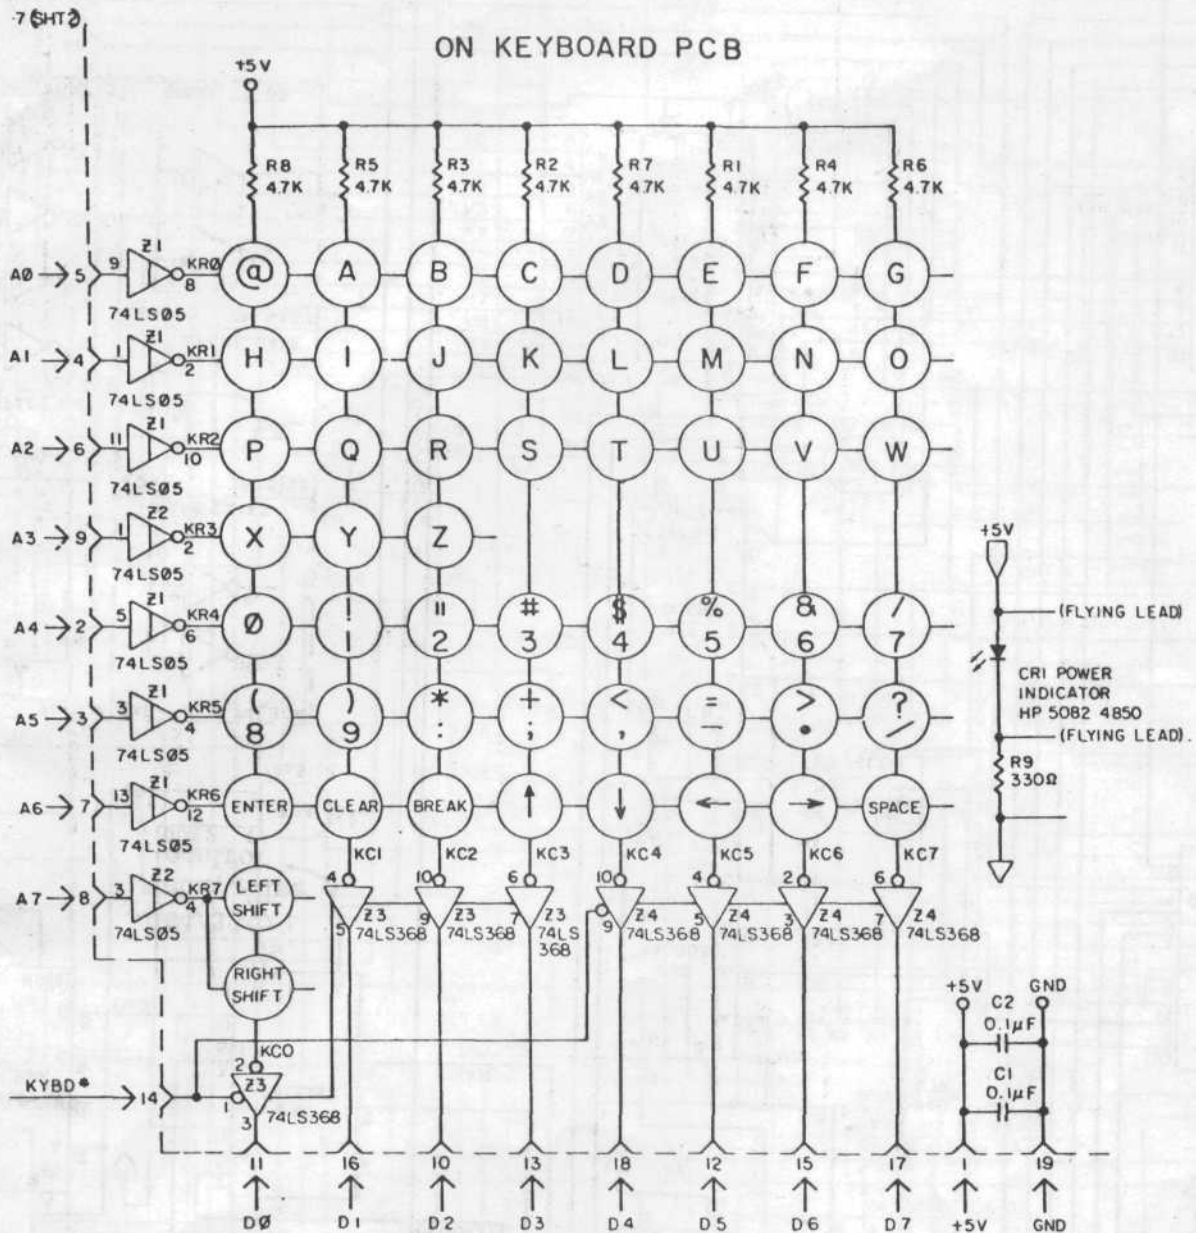 7 (SHT 2)
ON KEYBOARD PCB
+5V
R8 4.7K R5 4.7K R3 4.7K R2 4.7K R7 4.7K R1 4.7K R4 4.7K R6 4.7K
A0 5 9 Z1 KR0 8 @ A B C D E F G
74LS05
A1 4 1 Z1 KR1 2 H I J K L M N O
74LS05
A2 6 11 Z1 KR2 10 P Q R S T U V W
74LS05
A3 9 1 Z2 KR3 2 X Y Z
74LS05
+5V
(FLYING LEAD)
A4 2 5 Z1 KR4 6 Ø ! 1 " 2 # 3 $ 4 % 5 & 6 / 7
74LS05
CR1 POWER
INDICATOR
HP 5082 4850
(FLYING LEAD).
A5 3 3 Z1 KR5 4 ( 8 ) 9 * : + ; < , = - > . ? /
74LS05
R9
330Ω
A6 7 13 Z1 KR6 12 ENTER CLEAR BREAK ↑ ↓ ← → SPACE
74LS05
KC1 KC2 KC3 KC4 KC5 KC6 KC7
4 10 6 10 4 2 6
A7 8 3 Z2 KR7 4 LEFT SHIFT
74LS05
5 Z3 74LS368 9 Z3 74LS368 7 Z3 74LS 368 9 Z4 74LS368 5 Z4 74LS368 3 Z4 74LS368 7 Z4 74LS368
RIGHT SHIFT
+5V GND
C2
0.1µF
C1
0.1µF
KC0
KYBD* 14 1 2 Z3 3 74LS368
11 16 10 13 18 12 15 17 1 19
DØ D1 D2 D3 D4 D5 D6 D7 +5V GND